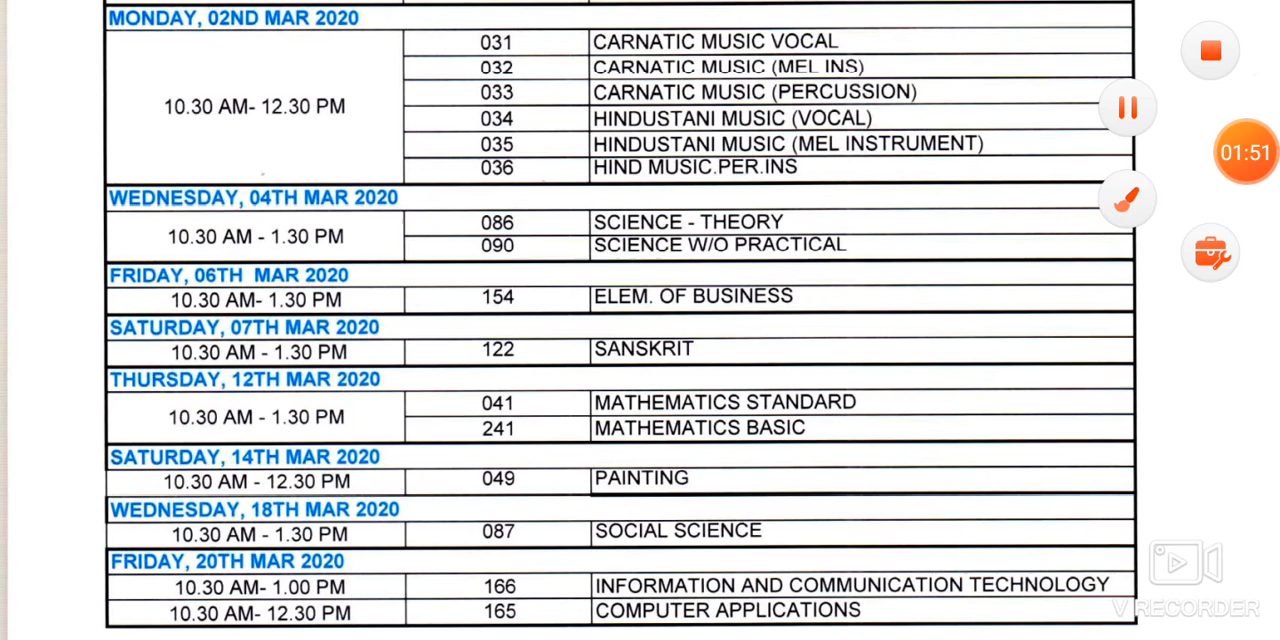 MONDAY, 02ND MAR 2020
10.30 AM- 12.30 PM
031 CARNATIC MUSIC VOCAL
032 CARNATIC MUSIC (MEL INS)
033 CARNATIC MUSIC (PERCUSSION)
034 HINDUSTANI MUSIC (VOCAL)
035 HINDUSTANI MUSIC (MEL INSTRUMENT)
036 HIND MUSIC.PER.INS
WEDNESDAY, 04TH MAR 2020
10.30 AM - 1.30 PM
086 SCIENCE - THEORY
090 SCIENCE W/O PRACTICAL
FRIDAY, 06TH MAR 2020
10.30 AM- 1.30 PM 154 ELEM. OF BUSINESS
SATURDAY, 07TH MAR 2020
10.30 AM - 1.30 PM 122 SANSKRIT
THURSDAY, 12TH MAR 2020
10.30 AM - 1.30 PM
041 MATHEMATICS STANDARD
241 MATHEMATICS BASIC
SATURDAY, 14TH MAR 2020
10.30 AM - 12.30 PM 049 PAINTING
WEDNESDAY, 18TH MAR 2020
10.30 AM - 1.30 PM 087 SOCIAL SCIENCE
FRIDAY, 20TH MAR 2020
10.30 AM- 1.00 PM 166 INFORMATION AND COMMUNICATION TECHNOLOGY
10.30 AM- 12.30 PM 165 COMPUTER APPLICATIONS
01:51
V RECORDER